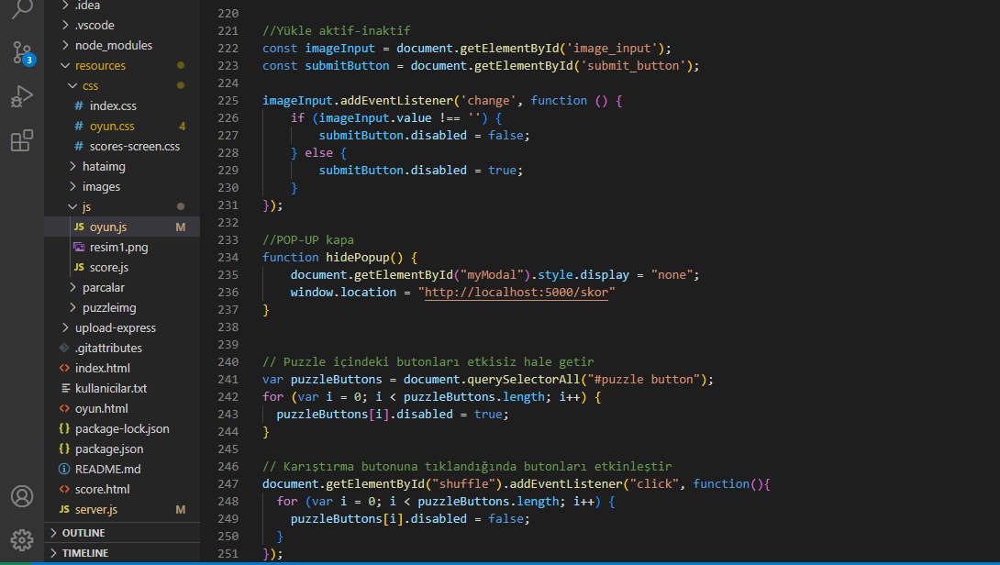 .idea
.vscode
node_modules
resources
css
# index.css
# oyun.css 4
# scores-screen.css
hataimg
images
js
JS oyun.js M
resim1.png
JS score.js
parcalar
puzzleimg
upload-express
.gitattributes
<> index.html
kullanicilar.txt
<> oyun.html
{} package-lock.json
{} package.json
README.md
<> score.html
JS server.js M
OUTLINE
TIMELINE
3
220
221 //Yükle aktif-inaktif
222 const imageInput = document.getElementById('image_input');
223 const submitButton = document.getElementById('submit_button');
224
225 imageInput.addEventListener('change', function () {
226     if (imageInput.value !== '') {
227         submitButton.disabled = false;
228     } else {
229         submitButton.disabled = true;
230     }
231 });
232
233 //POP-UP kapa
234 function hidePopup() {
235     document.getElementById("myModal").style.display = "none";
236     window.location = "http://localhost:5000/skor"
237 }
238
239
240 // Puzzle içindeki butonları etkisiz hale getir
241 var puzzleButtons = document.querySelectorAll("#puzzle button");
242 for (var i = 0; i < puzzleButtons.length; i++) {
243   puzzleButtons[i].disabled = true;
244 }
245
246 // Karıştırma butonuna tıklandığında butonları etkinleştir
247 document.getElementById("shuffle").addEventListener("click", function(){
248   for (var i = 0; i < puzzleButtons.length; i++) {
249     puzzleButtons[i].disabled = false;
250   }
251 });